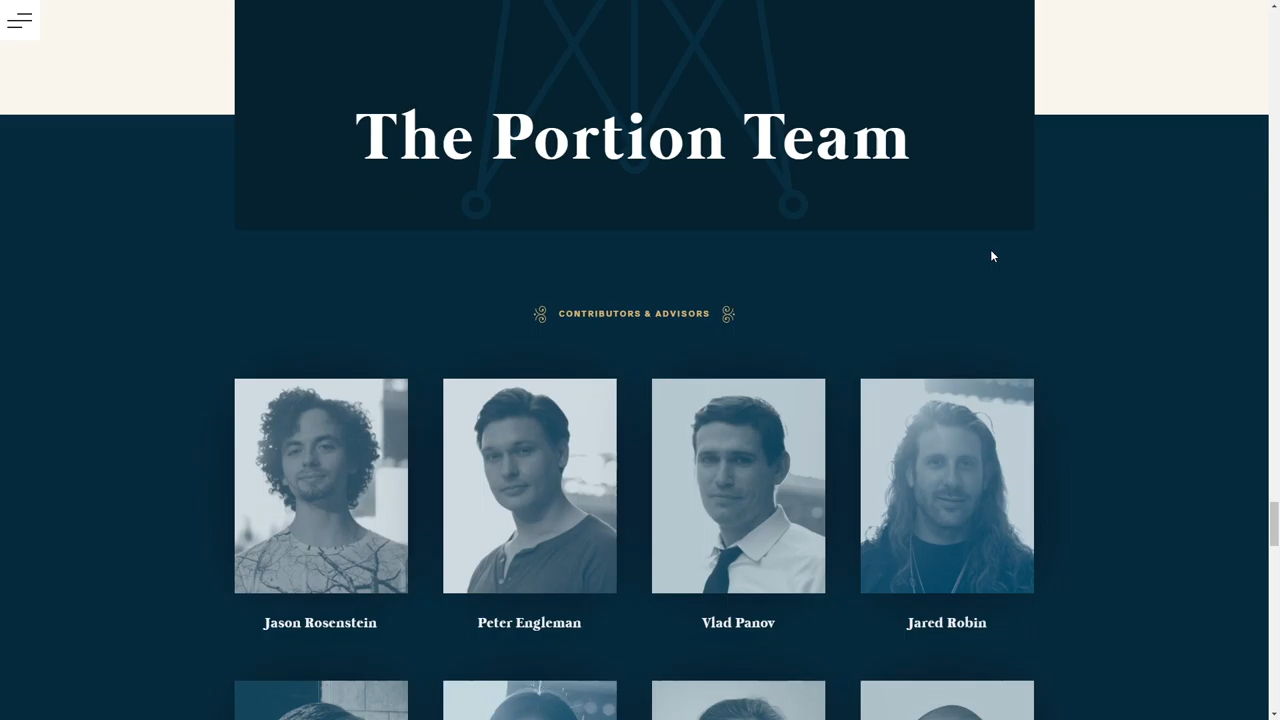 The Portion Team
CONTRIBUTORS & ADVISORS
Jason Rosenstein
Peter Engleman
Vlad Panov
Jared Robin